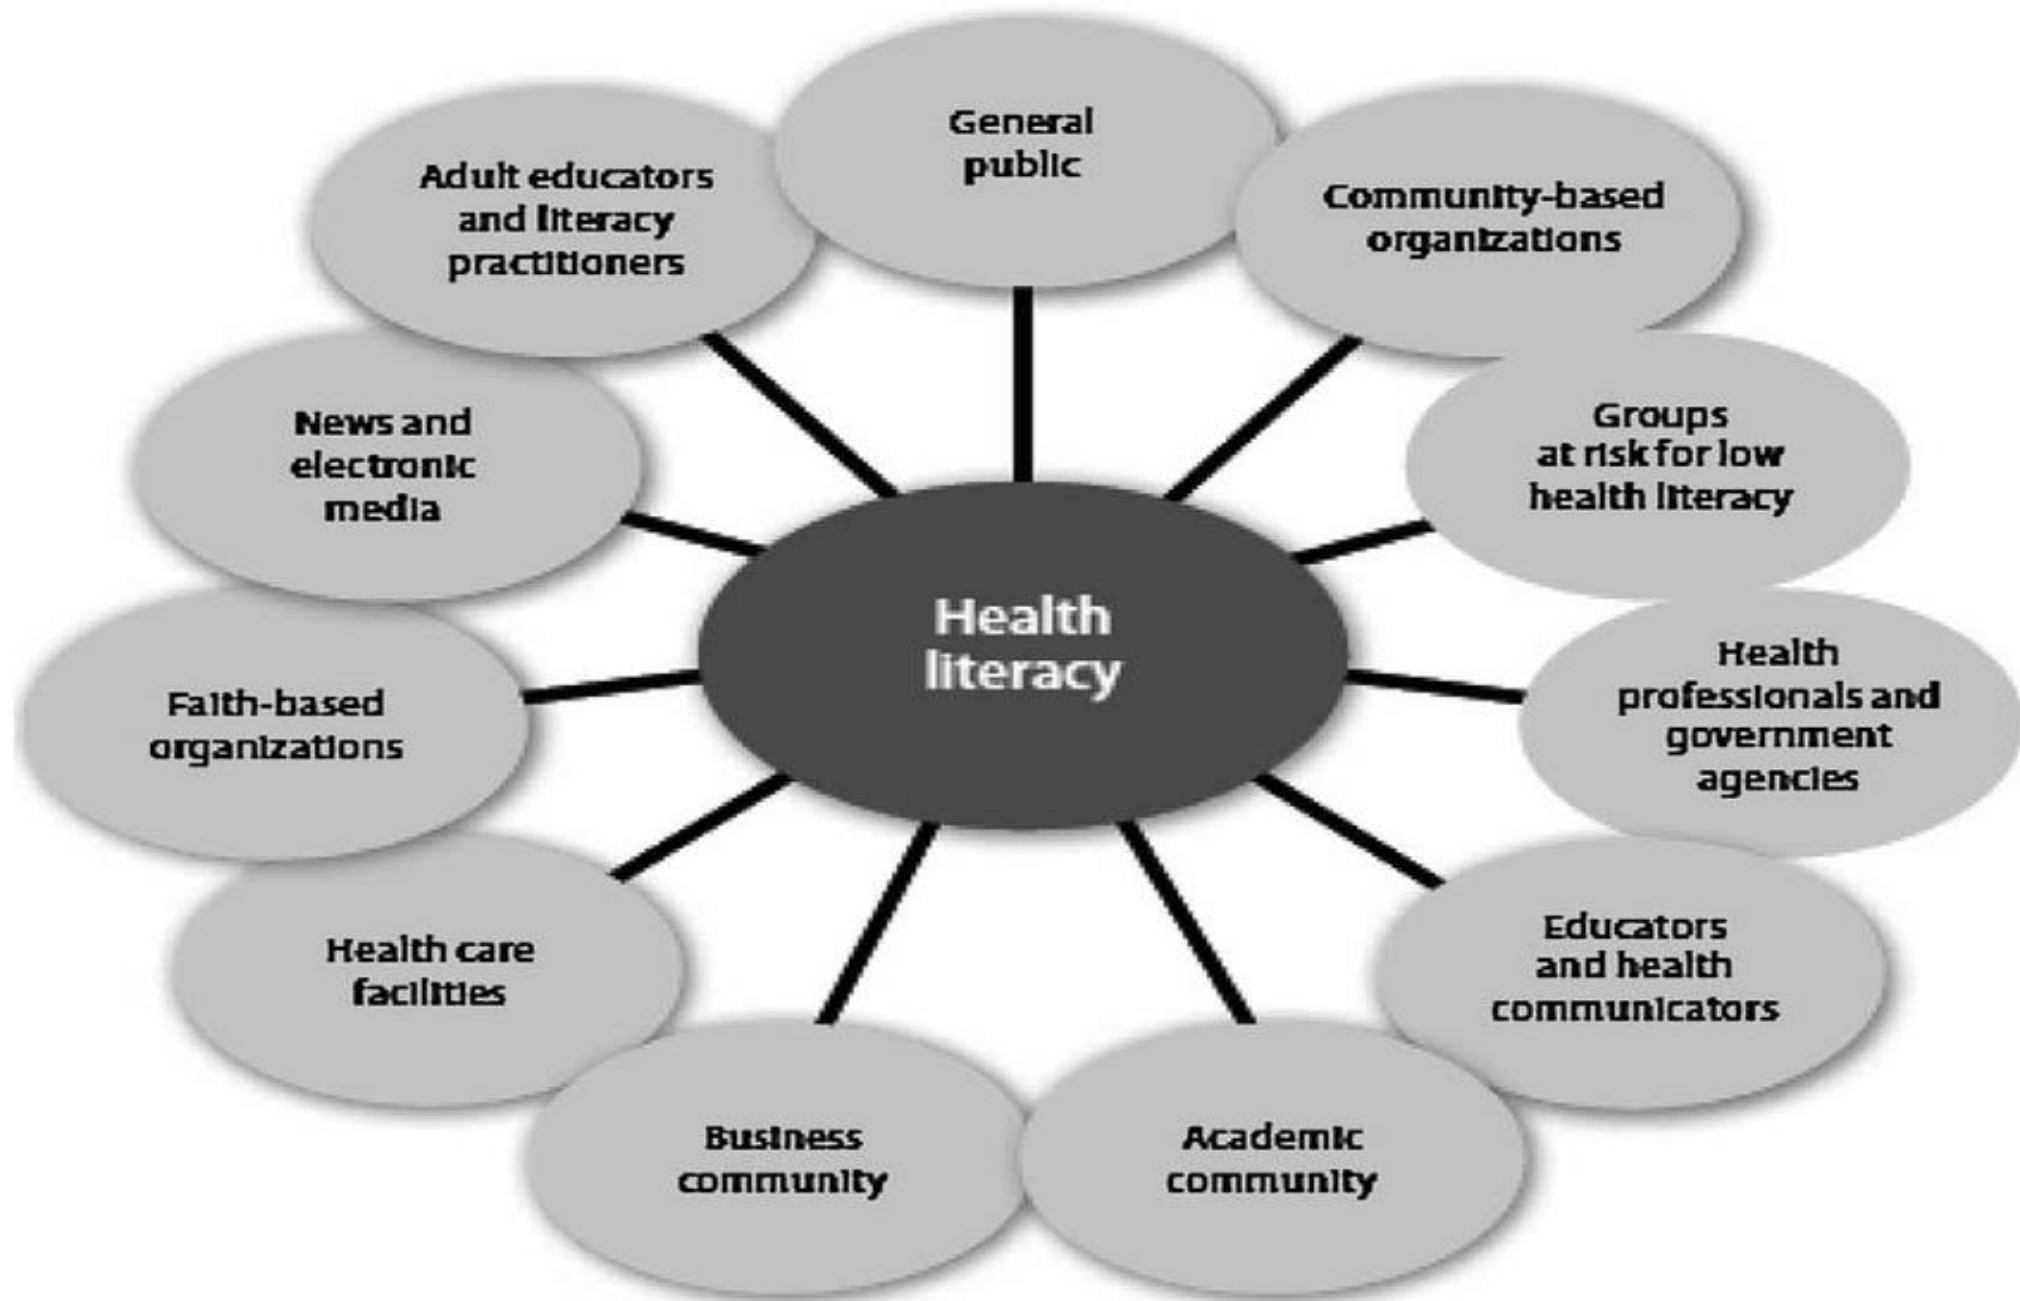 General
public
Community-based
organizations
Groups
at risk for low
health literacy
Health
professionals and
government
agencies
Educators
and health
communicators
Academic
community
Business
community
Health care
facilities
Faith-based
organizations
News and
electronic
media
Adult educators
and literacy
practitioners
Health
literacy